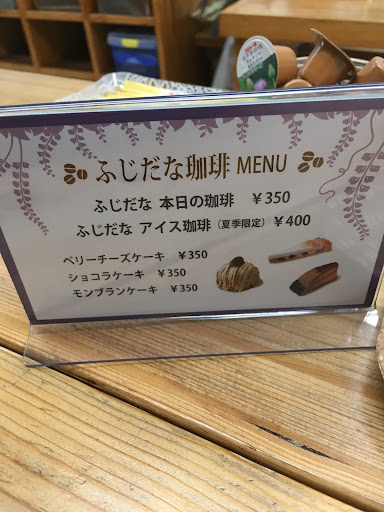 ふじだな珈琲 MENU
ふじだな 本日の珈琲 ¥350
ふじだな アイス珈琲(夏季限定) ¥400
ベリーチーズケーキ ¥350
ショコラケーキ ¥350
モンブランケーキ ¥350